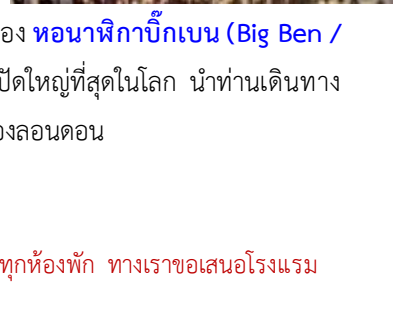 อง หอนาฬิกาบิ๊กเบน (Big Ben /
ปิดใหญ่ที่สุดในโลก นำท่านเดินทาง
องลอนดอน
ทุกห้องพัก ทางเราขอเสนอโรงแรม